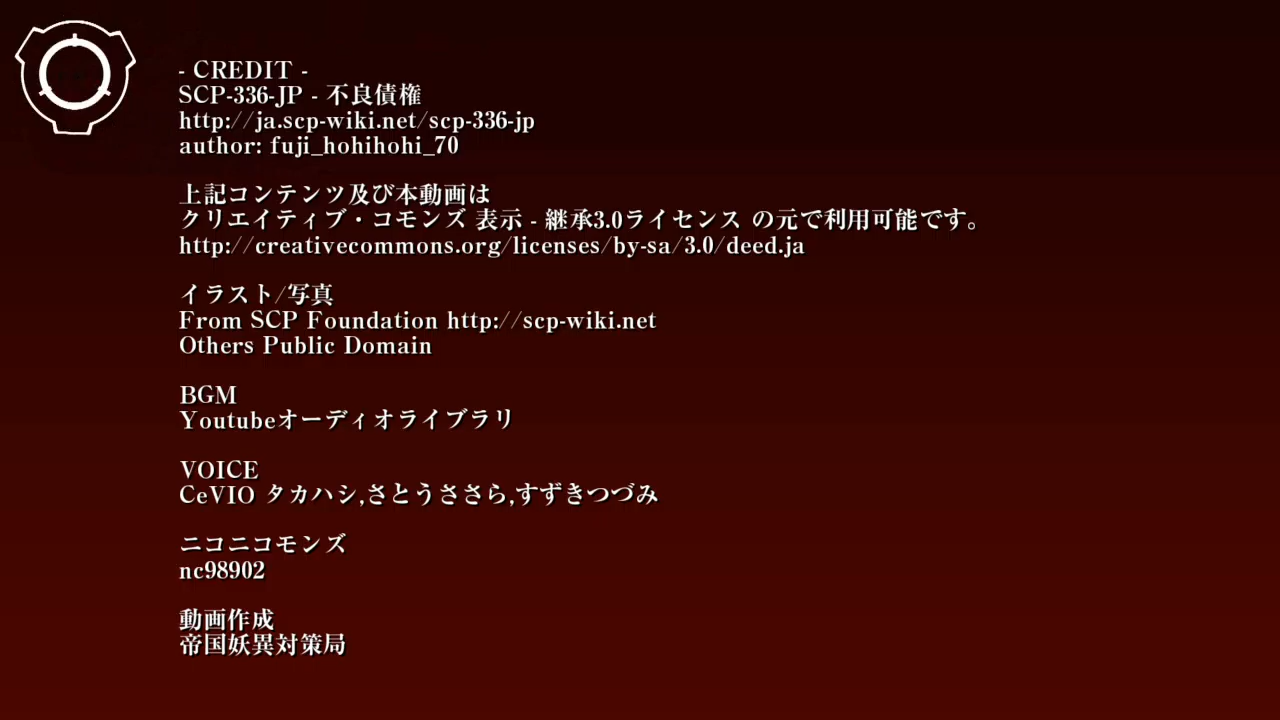 - CREDIT -
SCP-336-JP - 不良債権
http://ja.scp-wiki.net/scp-336-jp
author: fuji_hohihohi_70
上記コンテンツ及び本動画は
クリエイティブ・コモンズ 表示 - 継承3.0ライセンス の元で利用可能です。
http://creativecommons.org/licenses/by-sa/3.0/deed.ja
イラスト/写真
From SCP Foundation http://scp-wiki.net
Others Public Domain
BGM
Youtubeオーディオライブラリ
VOICE
CeVIO タカハシ,さとうささら,すずきつづみ
ニコニコモンズ
nc98902
動画作成
帝国妖異対策局